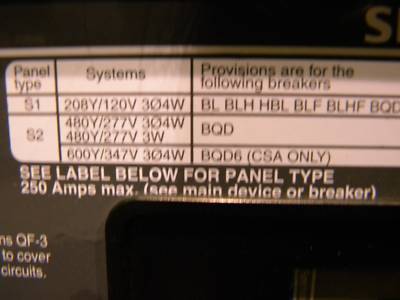 S
Panel type Systems Provisions are for the following breakers
S1 208Y/120V 3Ø4W BL BLH HBL BLF BLHF BQD
S2 480Y/277V 3Ø4W BQD
480Y/277V 3W
600Y/347V 3Ø4W BQD6 (CSA ONLY)
SEE LABEL BELOW FOR PANEL TYPE
250 Amps max. (see main device or breaker)
ns QF-3
to cover
circuits.